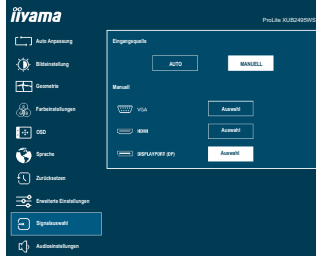 iiyama
ProLite XUB2495WS
Auto Anpassung
Bildeinstellung
Geometrie
Farbeinstellungen
OSD
Sprache
Zurücksetzen
Erweiterte Einstellungen
Signalauswahl
Audioeinstellungen
Eingangsquelle
AUTO
MANUELL
Manuell
VGA
Auswahl
HDMI
Auswahl
DISPLAYPORT (DP)
Auswahl